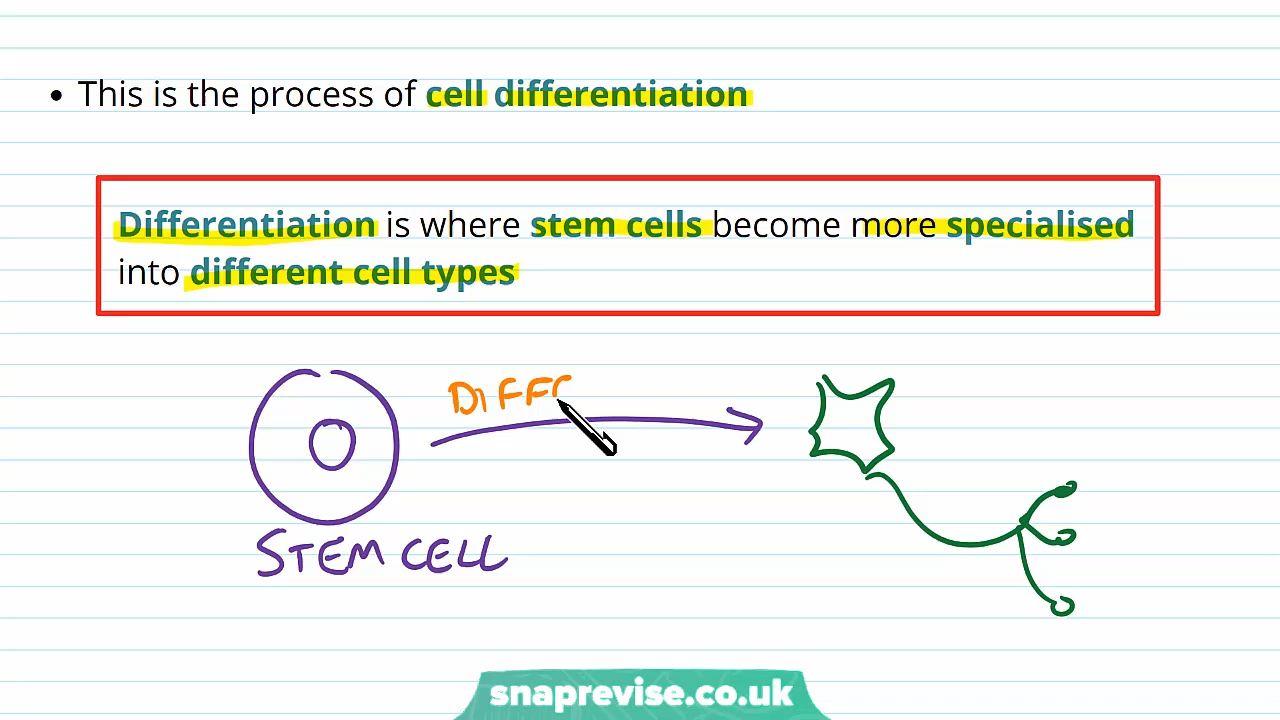 • This is the process of cell differentiation
Differentiation is where stem cells become more specialised
into different cell types
DIFF
STEM CELL
snaprevise.co.uk